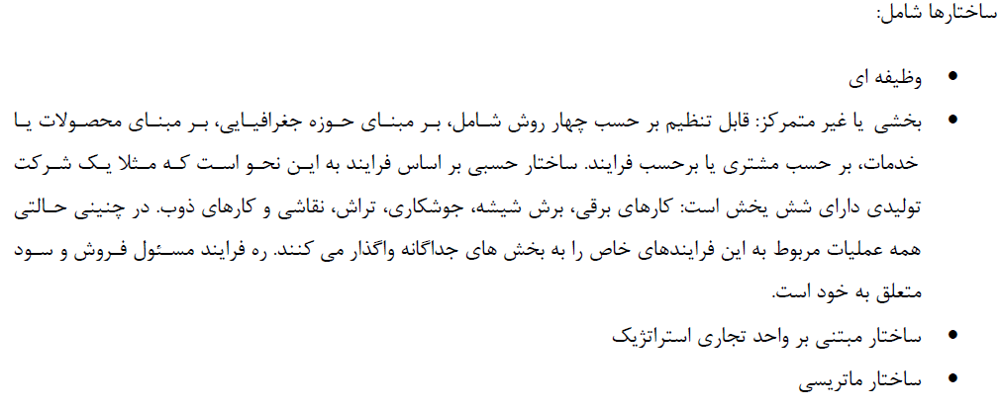 ساختارها شامل:
• وظیفه ای
• بخشی یا غیر متمرکز: قابل تنظیم بر حسب چهار روش شامل، بر مبنای حوزه جغرافیایی، بر مبنای محصولات یا
خدمات، بر حسب مشتری یا برحسب فرایند. ساختار حسبی بر اساس فرایند به این نحو است که مثلا یک شرکت
تولیدی دارای شش یخش است: کارهای برقی، برش شیشه، جوشکاری، تراش، نقاشی و کارهای ذوب. در چنینی حالتی
همه عملیات مربوط به این فرایندهای خاص را به بخش های جداگانه واگذار می کنند. ره فرایند مسئول فروش و سود
متعلق به خود است.
• ساختار مبتنی بر واحد تجاری استراتژیک
• ساختار ماتریسی